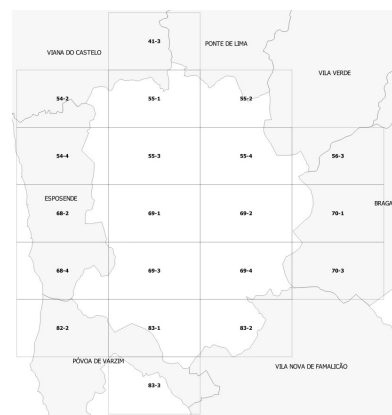 41-3
PONTE DE LIMA
VIANA DO CASTELO
VILA VERDE
54-2
55-1
55-2
54-4
55-3
55-4
56-3
ESPOSENDE
BRAGA
68-2
69-1
69-2
70-1
68-4
69-3
69-4
70-3
82-2
83-1
83-2
PÓVOA DE VARZIM
VILA NOVA DE FAMALICÃO
83-3